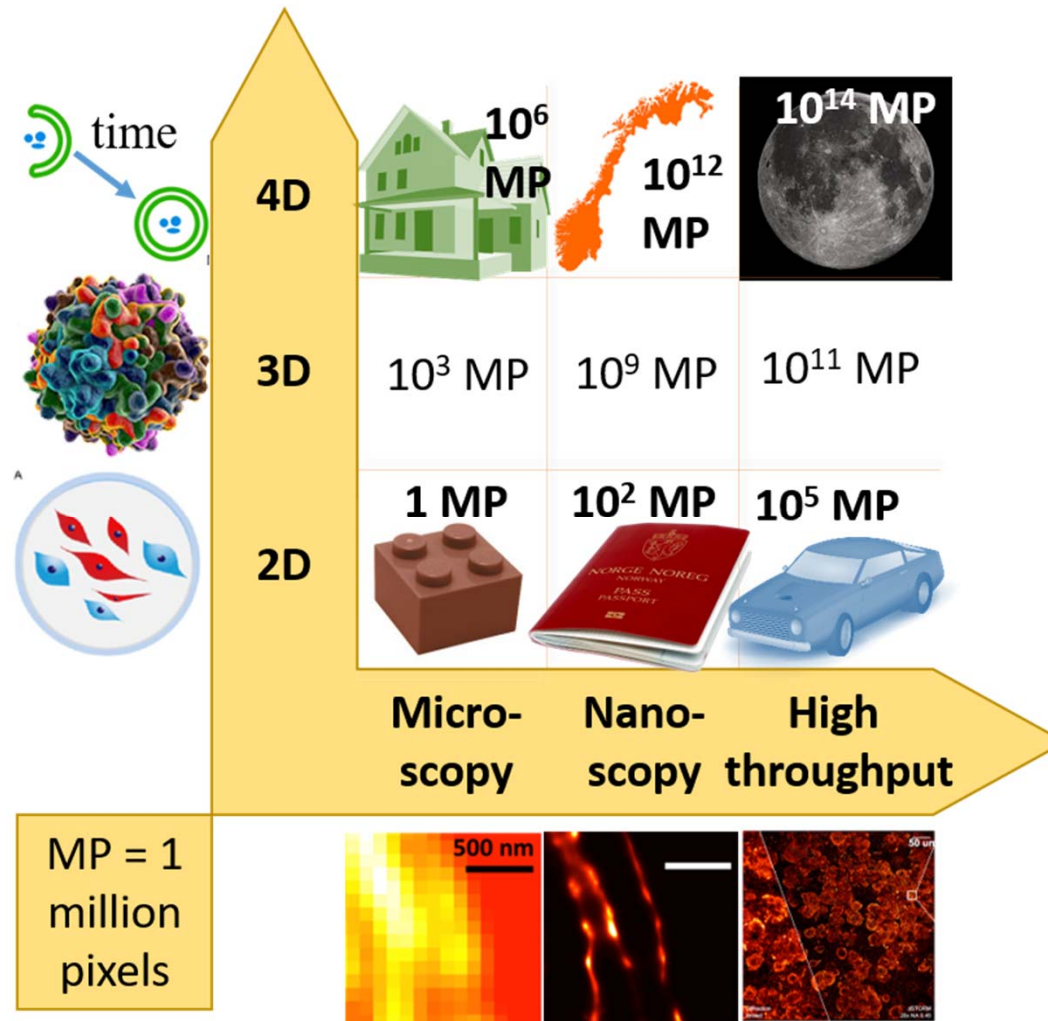 time
4D
10⁶
MP
10¹²
MP
10¹⁴ MP
3D
10³ MP
10⁹ MP
10¹¹ MP
A
2D
1 MP
10² MP
10⁵ MP
NORGE NOREG
NORWAY
PASS
PASSPORT
Micro-
scopy
Nano-
scopy
High
throughput
MP = 1
million
pixels
500 nm
50 um
dSTORM